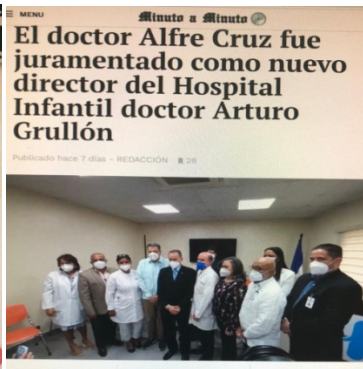 MENU
Minuto a Minuto
El doctor Alfre Cruz fue
juramentado como nuevo
director del Hospital
Infantil doctor Arturo
Grullón
Publicado hace 7 días - REDACCIÓN 28